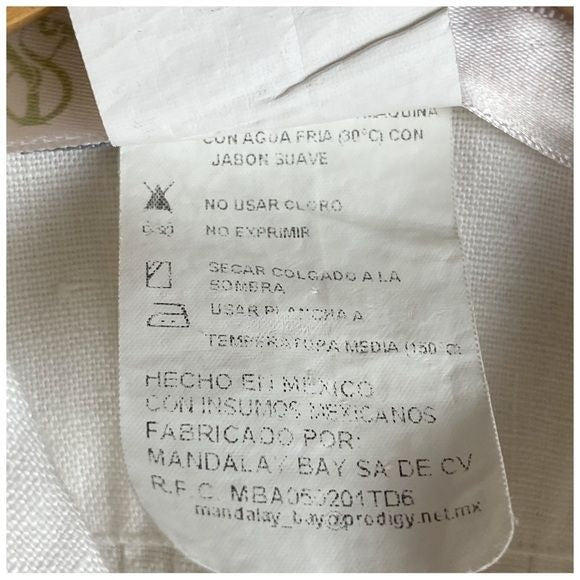 MAQUINA
CON AGUA FRIA (30°C) CON
JABON SUAVE
NO USAR CLORO
NO EXPRIMIR
SECAR COLGADO A LA
SOMBRA
USAR PLANCHA A
TEMPERATURA MEDIA (150°C)
HECHO EN MÉXICO
CON INSUMOS MEXICANOS
FABRICADO POR:
MANDALAY BAY SA DE CV
R.F.C. MBA050201TD6
mandalay_bay@prodigy.net.mx